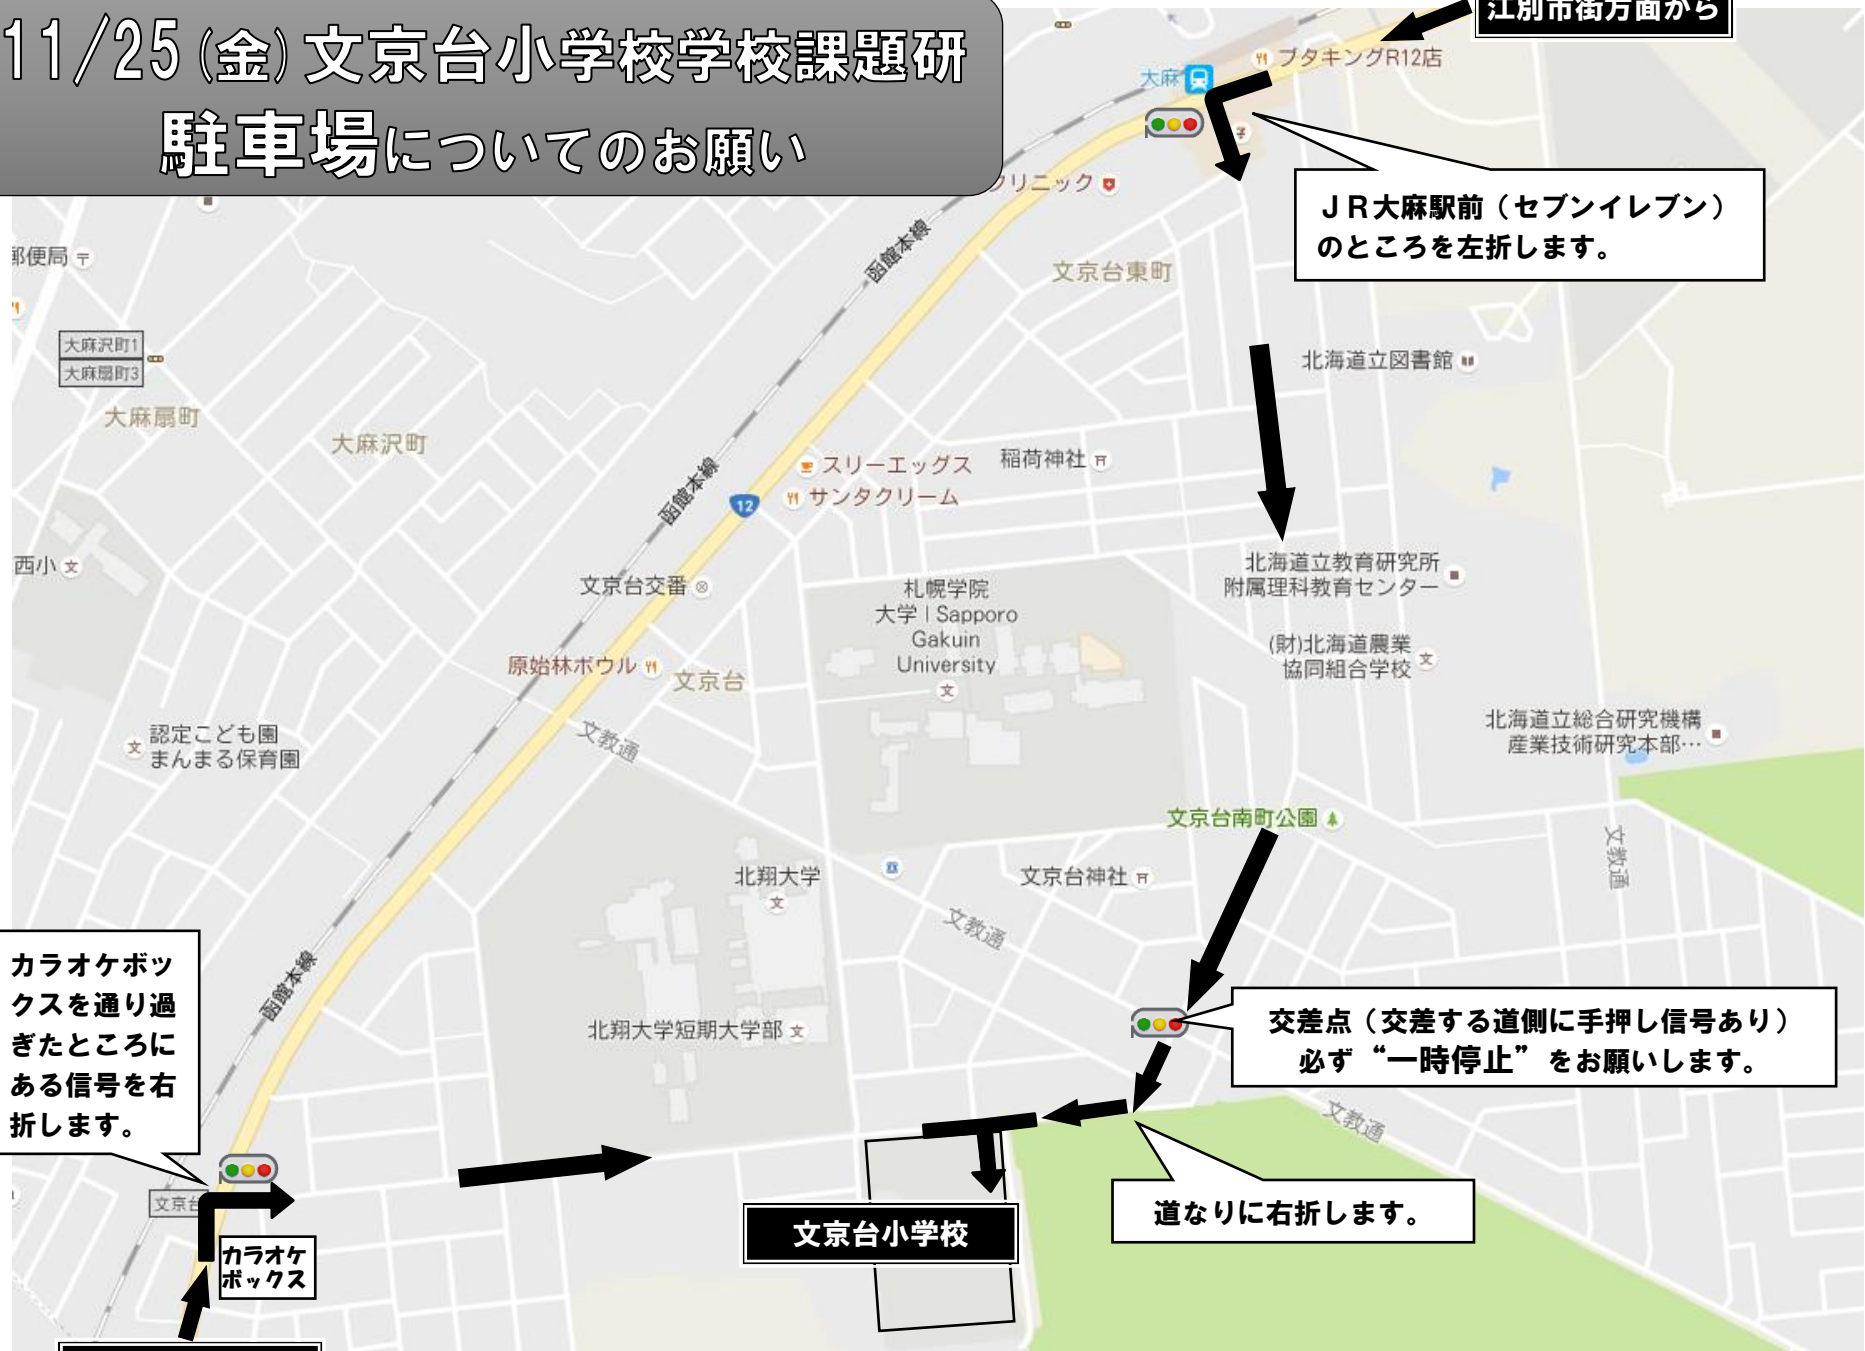 11/25(金)文京台小学校学校課題研
駐車場についてのお願い
江別市街方面から
ブタキングR12店
大麻
クリニック
JR大麻駅前(セブンイレブン)
のところを左折します。
郵便局
函館本線
文京台東町
大麻沢町1
大麻扇町3
北海道立図書館
大麻扇町
大麻沢町
スリーエッグス
稲荷神社
サンタクリーム
函館本線
12
西小
文京台交番
札幌学院
大学 | Sapporo
Gakuin
University
北海道立教育研究所
附属理科教育センター
(財)北海道農業
協同組合学校
原始林ボウル
文京台
北海道立総合研究機構
産業技術研究本部…
認定こども園
まんまる保育園
文教通
文京台南町公園
文教通
北翔大学
文京台神社
文教通
カラオケボッ
クスを通り過
ぎたところに
ある信号を右
折します。
函館本線
北翔大学短期大学部
交差点(交差する道側に手押し信号あり)
必ず“一時停止”をお願いします。
文教通
文京台
道なりに右折します。
文京台小学校
カラオケ
ボックス